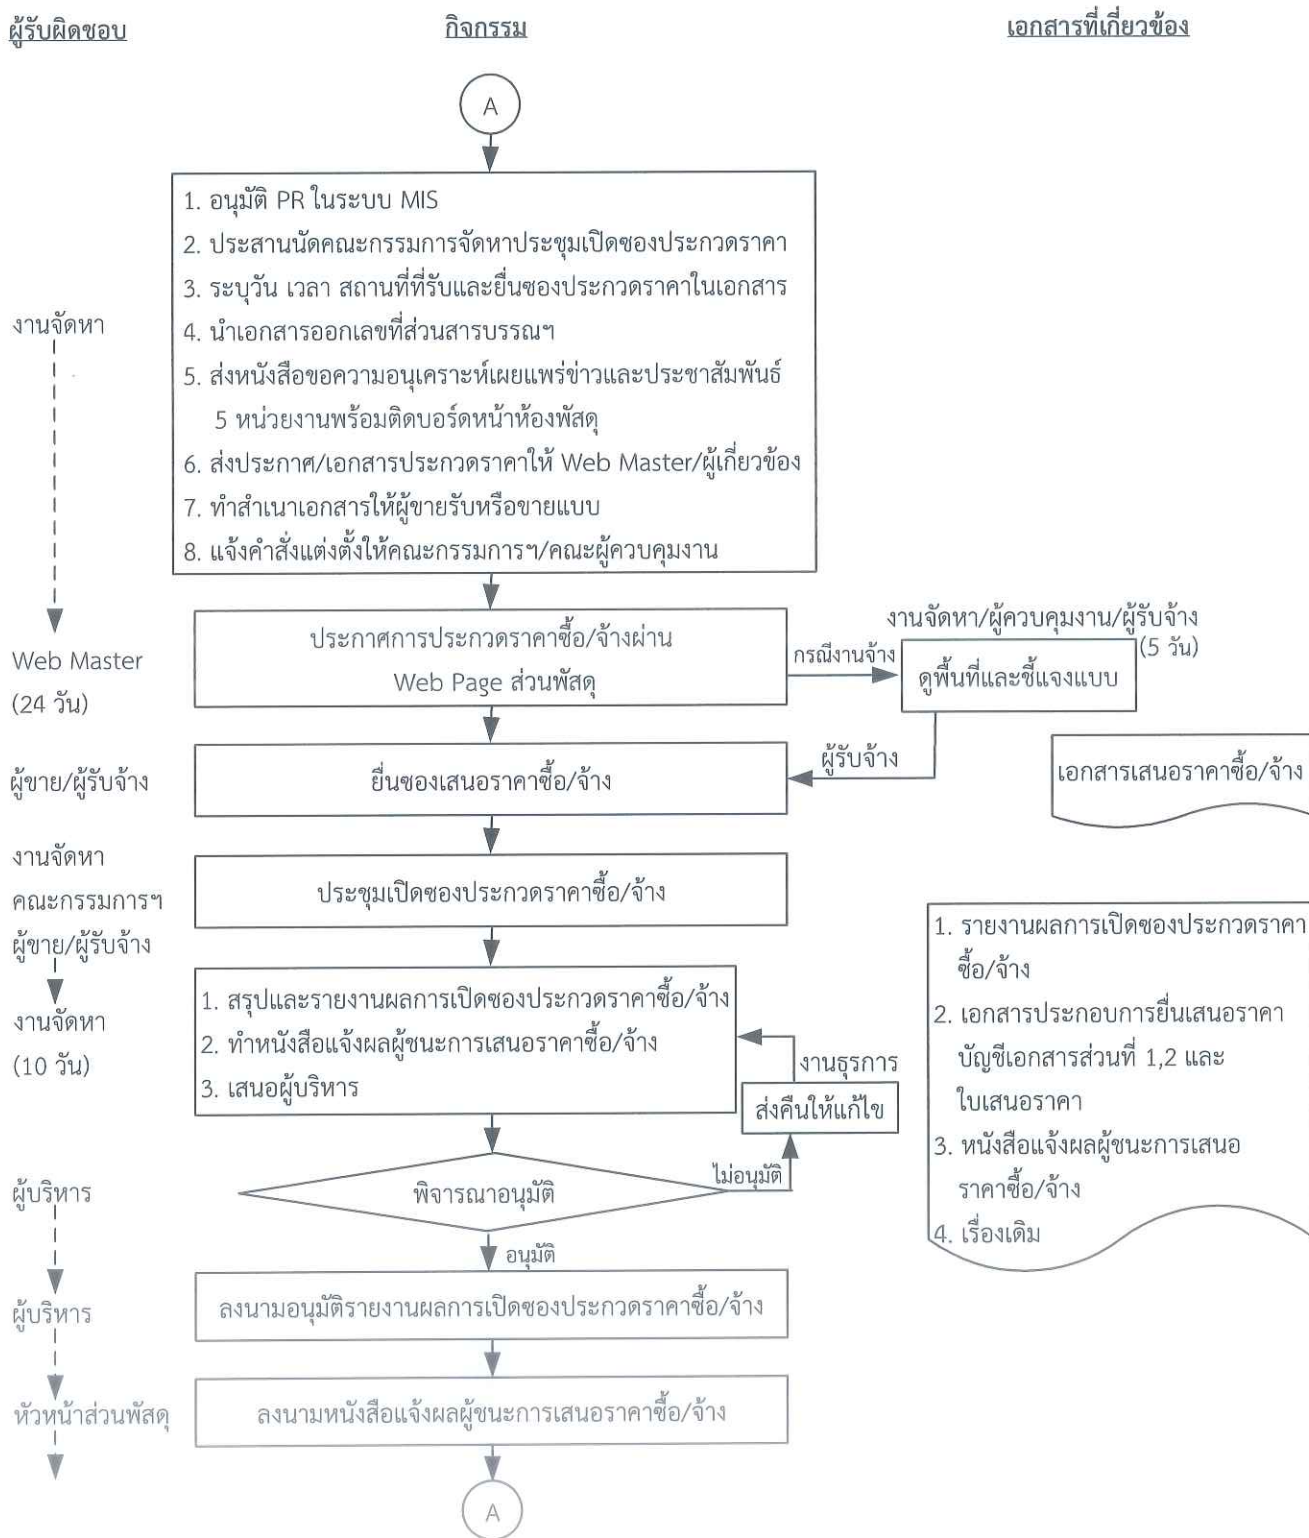 ผู้รับผิดชอบ
กิจกรรม
เอกสารที่เกี่ยวข้อง
A
1. อนุมัติ PR ในระบบ MIS
2. ประสานนัดคณะกรรมการจัดหาประชุมเปิดซองประกวดราคา
3. ระบุวัน เวลา สถานที่ที่รับและยื่นซองประกวดราคาในเอกสาร
งานจัดหา
4. นำเอกสารออกเลขที่ส่วนสารบรรณฯ
5. ส่งหนังสือขอความอนุเคราะห์เผยแพร่ข่าวและประชาสัมพันธ์
5 หน่วยงานพร้อมติดบอร์ดหน้าห้องพัสดุ
6. ส่งประกาศ/เอกสารประกวดราคาให้ Web Master/ผู้เกี่ยวข้อง
7. ทำสำเนาเอกสารให้ผู้ขายรับหรือขายแบบ
8. แจ้งคำสั่งแต่งตั้งให้คณะกรรมการฯ/คณะผู้ควบคุมงาน
Web Master
(24 วัน)
ประกาศการประกวดราคาซื้อ/จ้างผ่าน
Web Page ส่วนพัสดุ
กรณีงานจ้าง
งานจัดหา/ผู้ควบคุมงาน/ผู้รับจ้าง
(5 วัน)
ดูพื้นที่และชี้แจงแบบ
ผู้รับจ้าง
ผู้ขาย/ผู้รับจ้าง
ยื่นซองเสนอราคาซื้อ/จ้าง
เอกสารเสนอราคาซื้อ/จ้าง
งานจัดหา
คณะกรรมการฯ
ผู้ขาย/ผู้รับจ้าง
ประชุมเปิดซองประกวดราคาซื้อ/จ้าง
งานจัดหา
(10 วัน)
1. สรุปและรายงานผลการเปิดซองประกวดราคาซื้อ/จ้าง
2. ทำหนังสือแจ้งผลผู้ชนะการเสนอราคาซื้อ/จ้าง
3. เสนอผู้บริหาร
งานธุรการ
ส่งคืนให้แก้ไข
1. รายงานผลการเปิดซองประกวดราคา
ซื้อ/จ้าง
2. เอกสารประกอบการยื่นเสนอราคา
บัญชีเอกสารส่วนที่ 1,2 และ
ใบเสนอราคา
3. หนังสือแจ้งผลผู้ชนะการเสนอ
ราคาซื้อ/จ้าง
4. เรื่องเดิม
ผู้บริหาร
พิจารณาอนุมัติ
ไม่อนุมัติ
อนุมัติ
ผู้บริหาร
ลงนามอนุมัติรายงานผลการเปิดซองประกวดราคาซื้อ/จ้าง
หัวหน้าส่วนพัสดุ
ลงนามหนังสือแจ้งผลผู้ชนะการเสนอราคาซื้อ/จ้าง
A